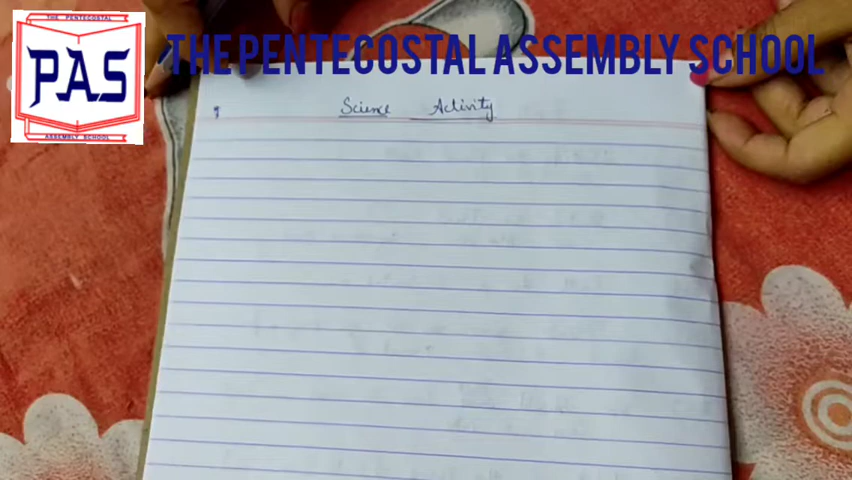 THE PENTECOSTAL
PAS
ASSEMBLY SCHOOL
THE PENTECOSTAL ASSEMBLY SCHOOL
Science Activity